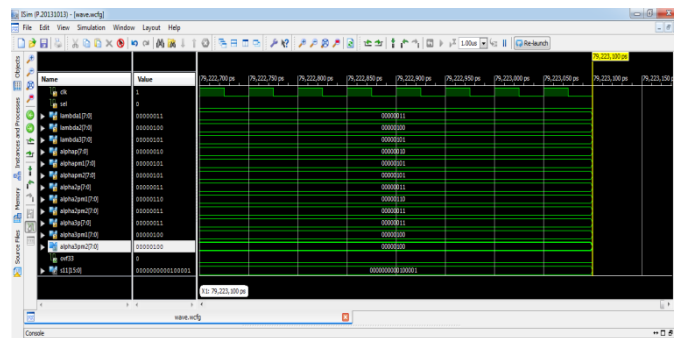 ISim (P.20131013) - [wave.wcfg]
File Edit View Simulation Window Layout Help
1.00us Re-launch
79,223,100 ps
Name Value 79,222,700 ps 79,222,750 ps 79,222,800 ps 79,222,850 ps 79,222,900 ps 79,222,950 ps 79,223,000 ps 79,223,050 ps 79,223,100 ps 79,223,150
clk 1
sel 0
lambda1[7:0] 00000011 00000011
lambda2[7:0] 00000100 00000100
lambda3[7:0] 00000101 00000101
alphap[7:0] 00000010 00000010
alphapm1[7:0] 00000101 00000101
alphapm2[7:0] 00000101 00000101
alpha2p[7:0] 00000011 00000011
alpha2pm1[7:0] 00000110 00000110
alpha2pm2[7:0] 00000011 00000011
alpha3p[7:0] 00000011 00000011
alpha3pm1[7:0] 00000100 00000100
alpha3pm2[7:0] 00000100 00000100
ovf33 0
s11[15:0] 0000000000100001 0000000000100001
X1: 79,223,100 ps
wave.wcfg
Console
Objects
Instances and Processes
Memory
Source Files